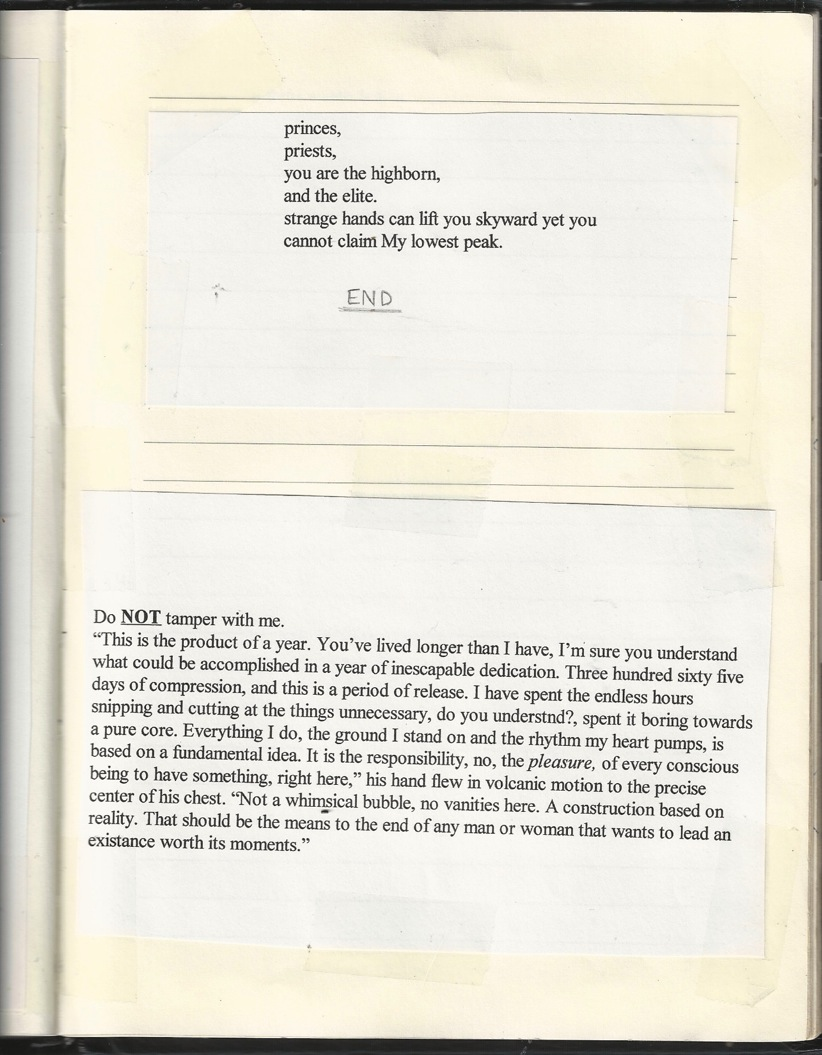 princes,
priests,
you are the highborn,
and the elite.
strange hands can lift you skyward yet you
cannot claim My lowest peak.
END
Do NOT tamper with me.
“This is the product of a year. You’ve lived longer than I have, I’m sure you understand
what could be accomplished in a year of inescapable dedication. Three hundred sixty five
days of compression, and this is a period of release. I have spent the endless hours
snipping and cutting at the things unnecessary, do you understnd?, spent it boring towards
a pure core. Everything I do, the ground I stand on and the rhythm my heart pumps, is
based on a fundamental idea. It is the responsibility, no, the pleasure, of every conscious
being to have something, right here,” his hand flew in volcanic motion to the precise
center of his chest. “Not a whimsical bubble, no vanities here. A construction based on
reality. That should be the means to the end of any man or woman that wants to lead an
existance worth its moments.”